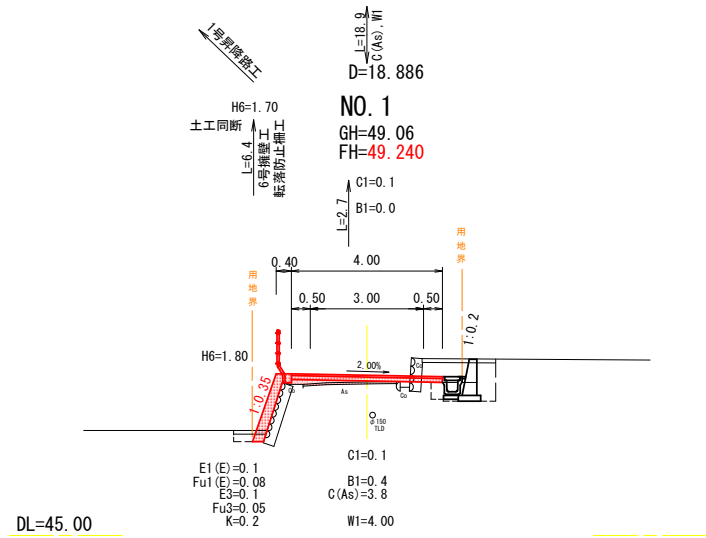 1号昇降路工
L=18.9
C(As),W1
D=18.886
NO.1
GH=49.06
FH=49.240
H6=1.70
土工同断
L=6.4
6号擁壁工
転落防止柵工
C1=0.1
L=2.7
B1=0.0
用地界
用地界
0.40
4.00
0.50
3.00
0.50
1:0.2
H6=1.80
2.00%
Co
1:0.35
Co
As
Co
φ150
TLD
C1=0.1
E1(E)=0.1
Fu1(E)=0.08
E3=0.1
Fu3=0.05
K=0.2
B1=0.4
C(As)=3.8
W1=4.00
DL=45.00